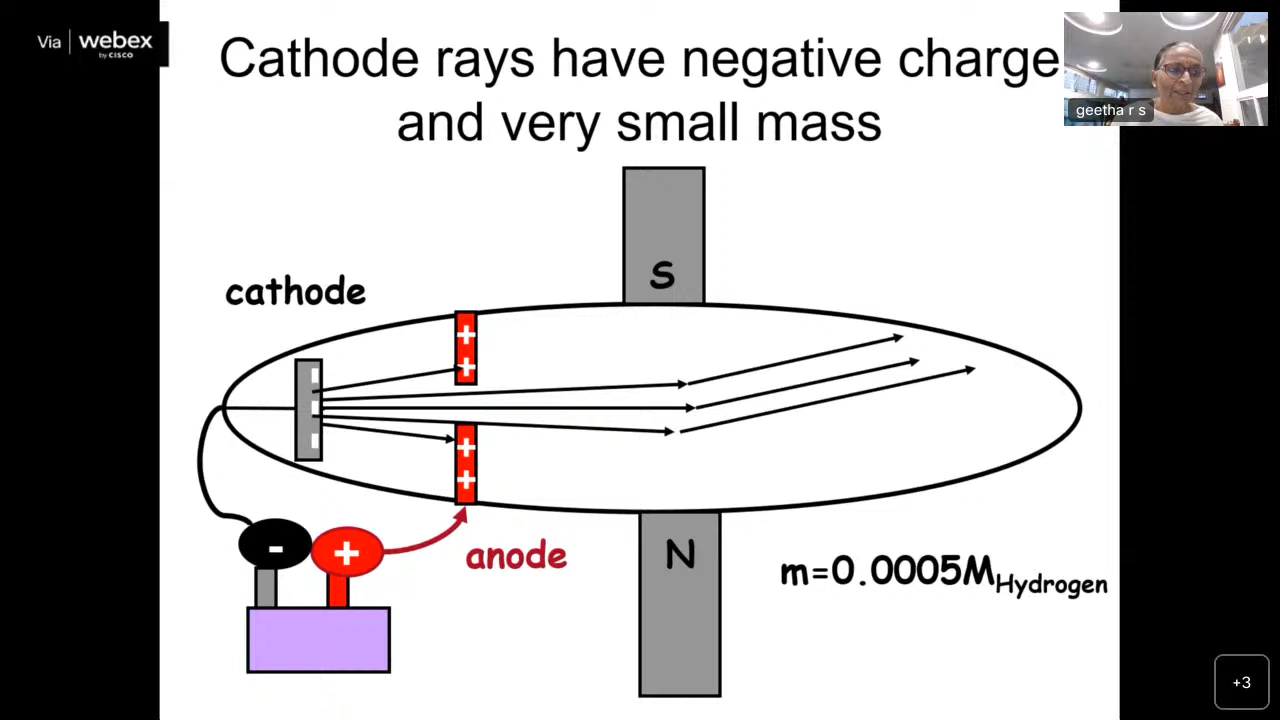 Via | webex
by CISCO
Cathode rays have negative charge
and very small mass
geetha r s
S
cathode
+
+
+
+
- +
anode
N
m=0.0005M Hydrogen
+3